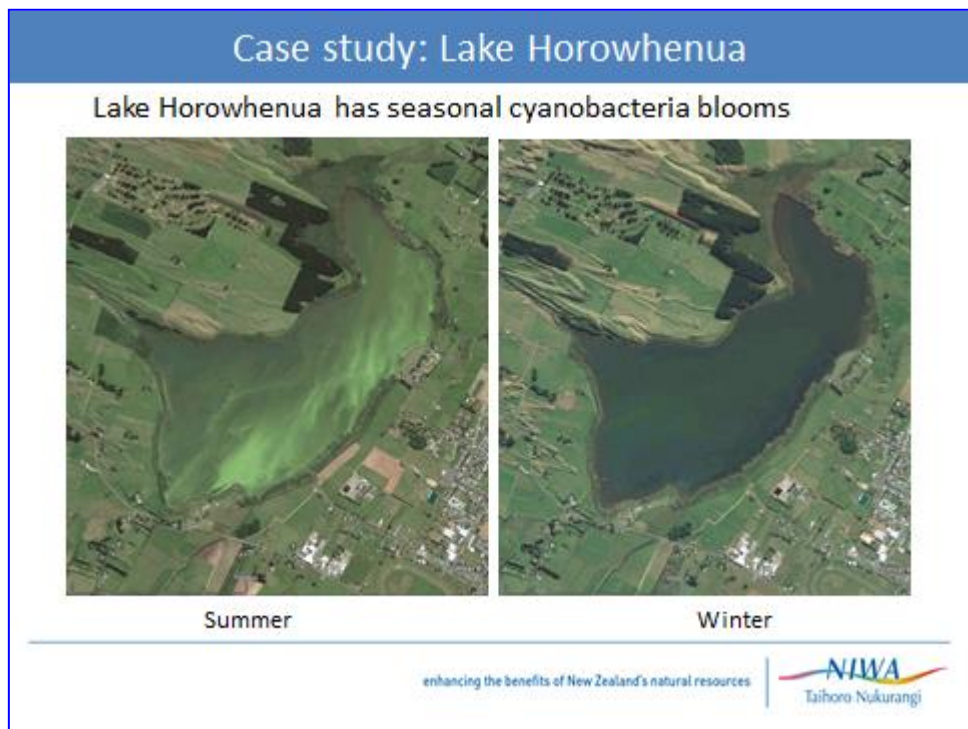 Case study: Lake Horowhenua
Lake Horowhenua has seasonal cyanobacteria blooms
Summer
Winter
enhancing the benefits of New Zealand's natural resources
NIWA
Taihoro Nukurangi